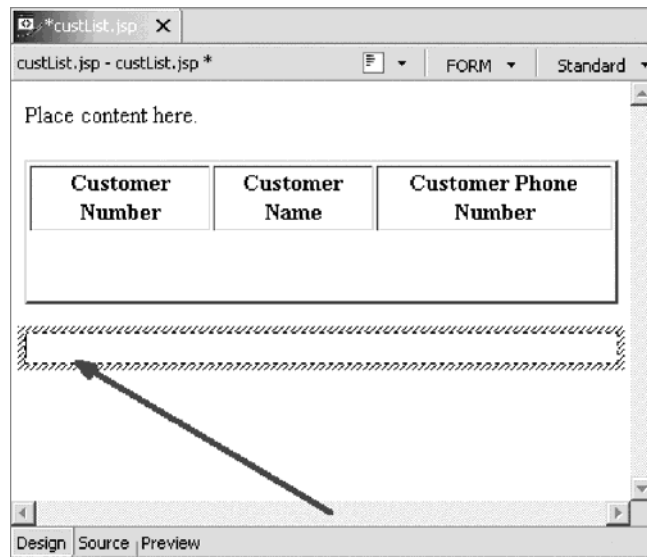 *custList.jsp
custList.jsp - custList.jsp *
FORM
Standard
Place content here.
Customer Number
Customer Name
Customer Phone Number
Design
Source
Preview